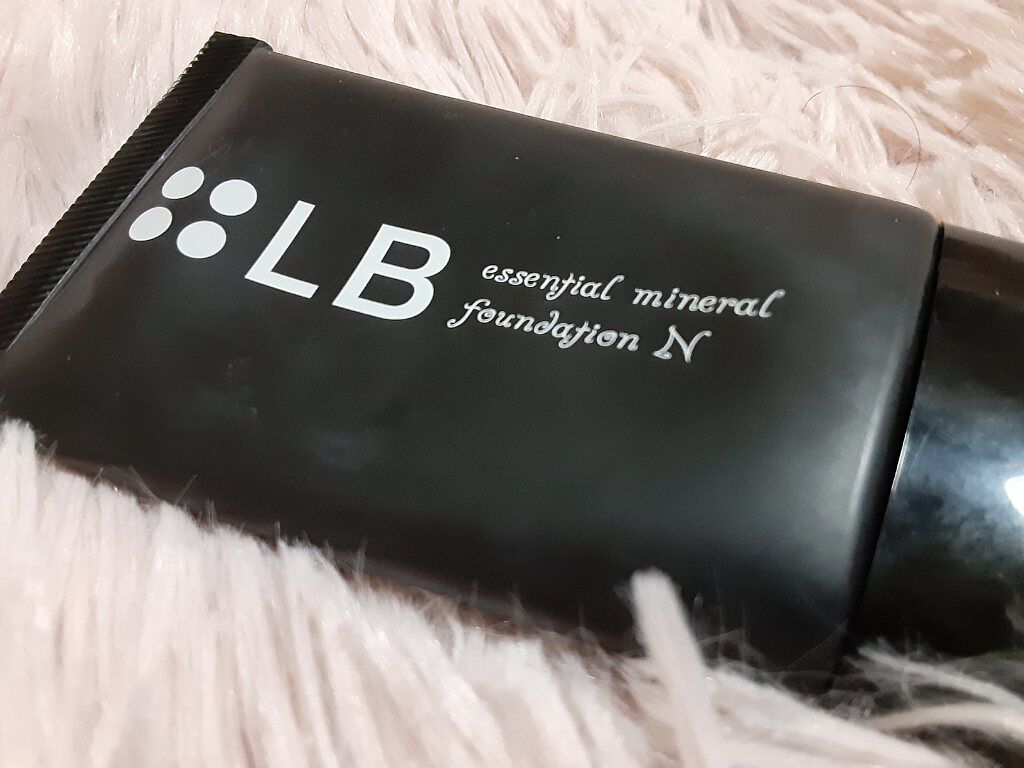 LB
essential mineral
foundation N